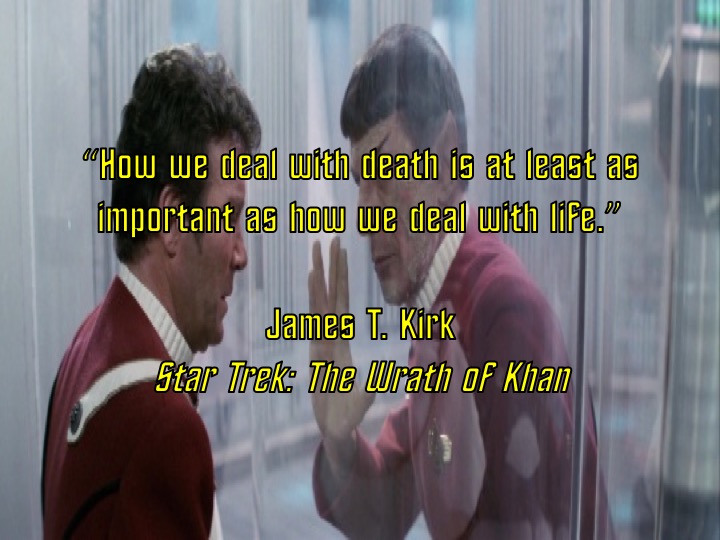 “How we deal with death is at least as
important as how we deal with life.”
James T. Kirk
Star Trek: The Wrath of Khan